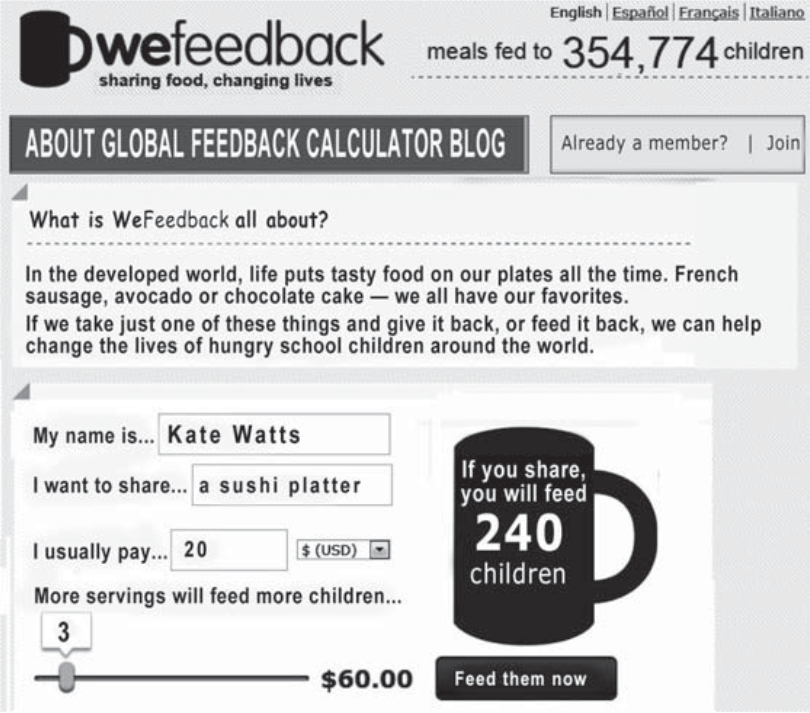 English | Español | Français | Italiano
wefeedback
sharing food, changing lives
meals fed to 354,774 children
ABOUT GLOBAL FEEDBACK CALCULATOR BLOG
Already a member? | Join
What is WeFeedback all about?
In the developed world, life puts tasty food on our plates all the time. French
sausage, avocado or chocolate cake — we all have our favorites.
If we take just one of these things and give it back, or feed it back, we can help
change the lives of hungry school children around the world.
My name is... Kate Watts
I want to share... a sushi platter
I usually pay... 20 $ (USD)
More servings will feed more children...
3
$60.00
If you share,
you will feed
240
children
Feed them now